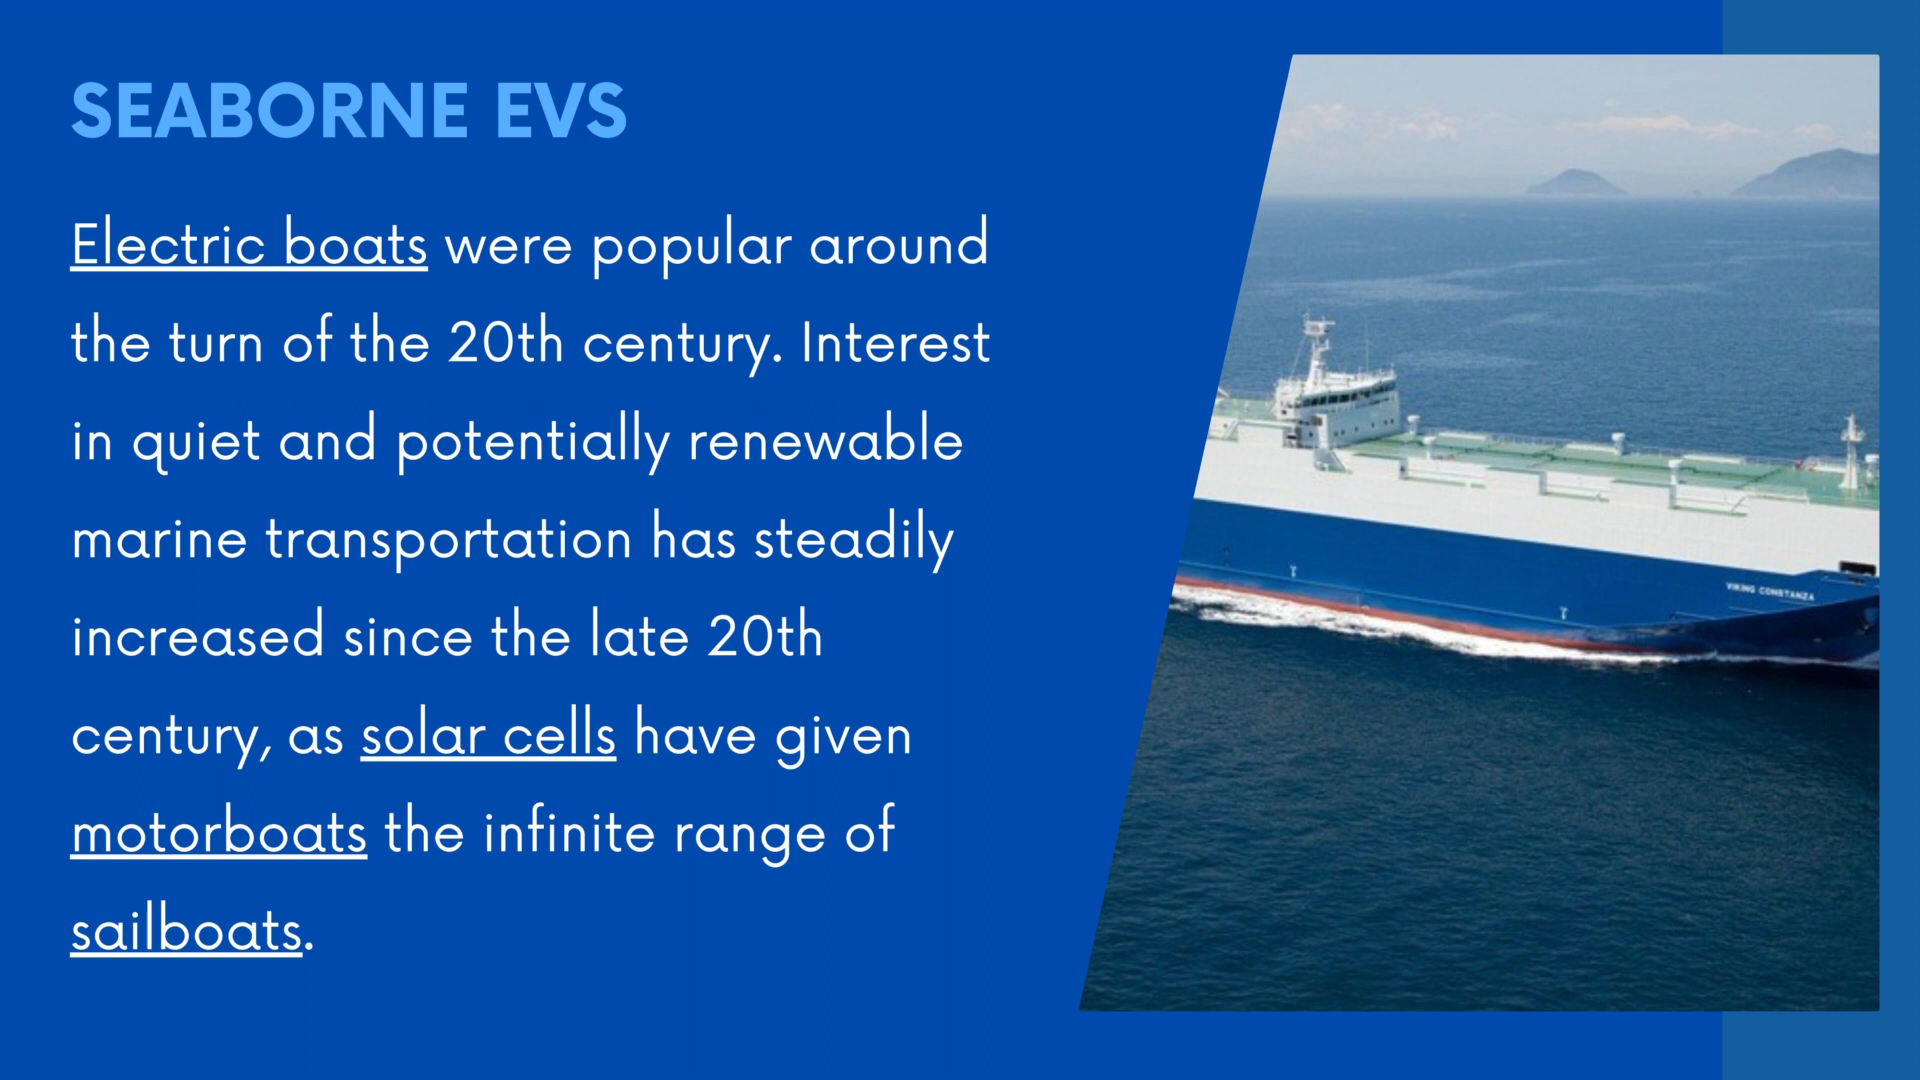 SEABORNE EVS
Electric boats were popular around
the turn of the 20th century. Interest
in quiet and potentially renewable
marine transportation has steadily
increased since the late 20th
century, as solar cells have given
motorboats the infinite range of
sailboats.
VIKING CONSTANZA